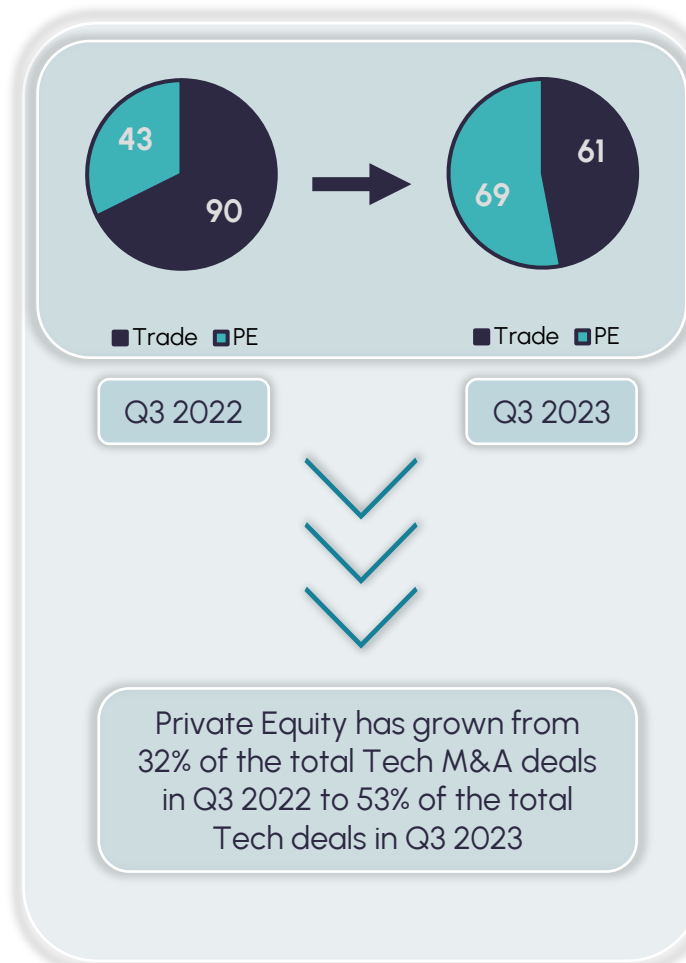 43
90
61
69
Trade PE
Trade PE
Q3 2022
Q3 2023
Private Equity has grown from
32% of the total Tech M&A deals
in Q3 2022 to 53% of the total
Tech deals in Q3 2023